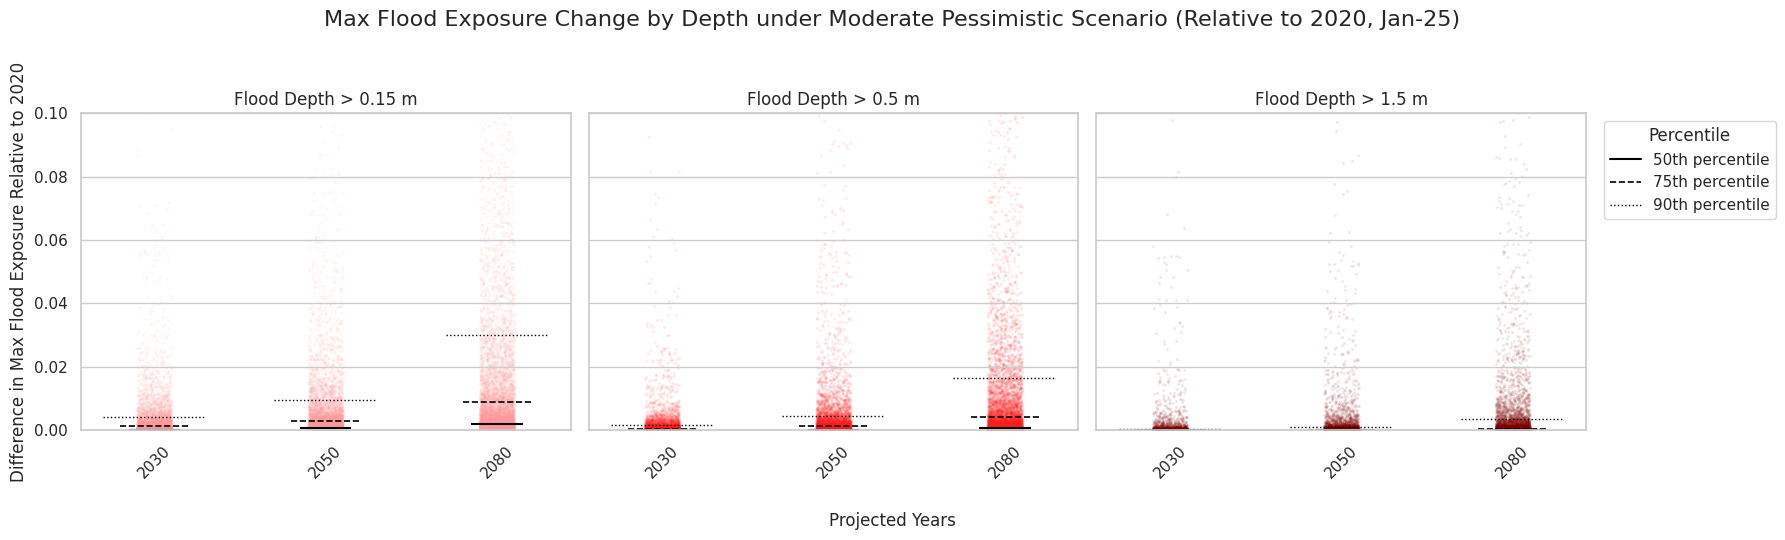 Max Flood Exposure Change by Depth under Moderate Pessimistic Scenario (Relative to 2020, Jan-25)
Difference in Max Flood Exposure Relative to 2020
Flood Depth > 0.15 m
Flood Depth > 0.5 m
Flood Depth > 1.5 m
0.10
0.08
0.06
0.04
0.02
0.00
2030
2050
2080
2030
2050
2080
2030
2050
2080
Projected Years
Percentile
50th percentile
75th percentile
90th percentile